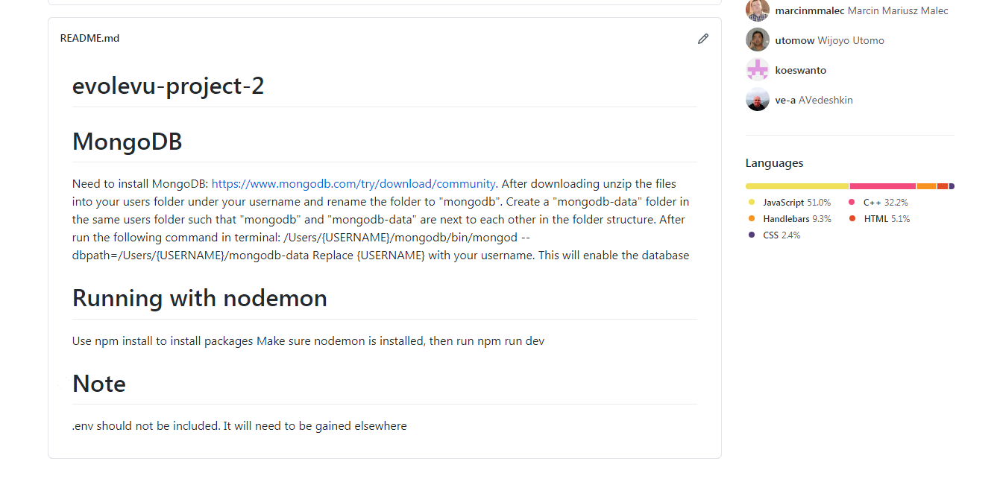 README.md
evolevu-project-2
MongoDB
Need to install MongoDB: https://www.mongodb.com/try/download/community. After downloading unzip the files
into your users folder under your username and rename the folder to "mongodb". Create a "mongodb-data" folder in
the same users folder such that "mongodb" and "mongodb-data" are next to each other in the folder structure. After
run the following command in terminal: /Users/{USERNAME}/mongodb/bin/mongod --
dbpath=/Users/{USERNAME}/mongodb-data Replace {USERNAME} with your username. This will enable the database
Running with nodemon
Use npm install to install packages Make sure nodemon is installed, then run npm run dev
Note
.env should not be included. It will need to be gained elsewhere
marcinmmalec Marcin Mariusz Malec
utomow Wijoyo Utomo
koeswanto
ve-a AVedeshkin
Languages
JavaScript 51.0% C++ 32.2%
Handlebars 9.3% HTML 5.1%
CSS 2.4%